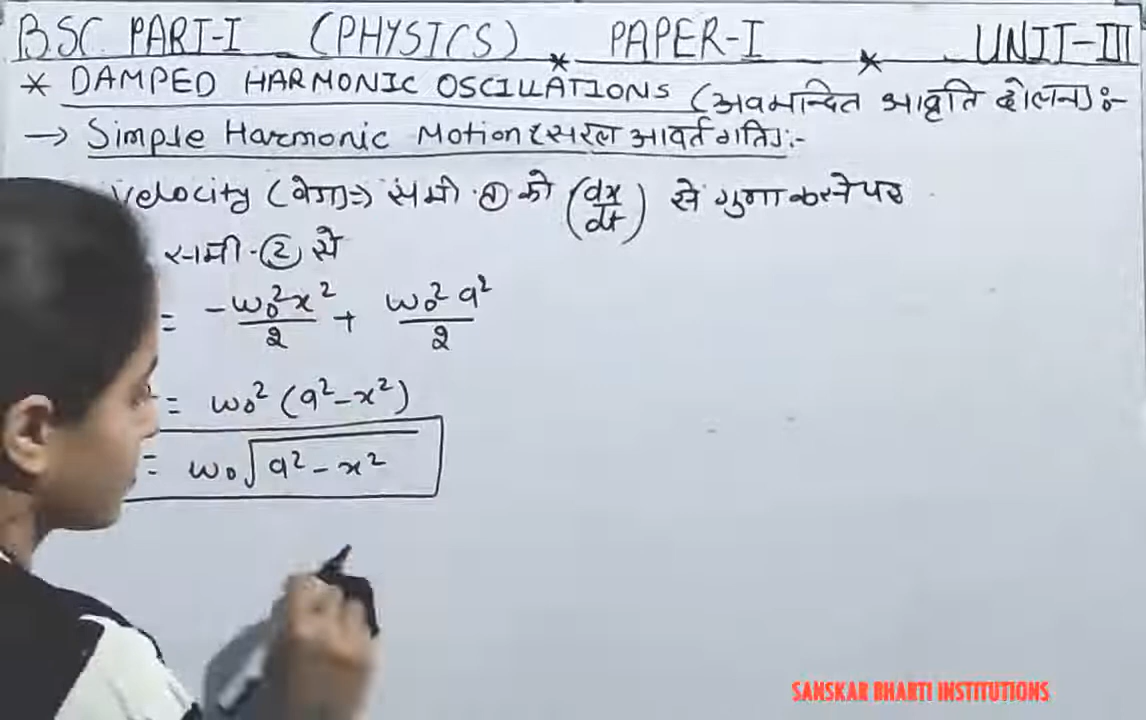 BSC PART-I (PHYSICS) * PAPER-I * UNIT-III
* DAMPED HARMONIC OSCILLATIONS (अवमन्दित आवृति दोलन):-
→ Simple Harmonic Motion (सरल आवर्त गति):-
Velocity (वेग)⇒ समी.① को (dx/dt) से गुणा करने पर
समी.② से
= -ω₀²x²/2 + ω₀²a²/2
= ω₀² (a²-x²)
= ω₀√(a²-x²)
SANSKAR BHARTI INSTITUTIONS